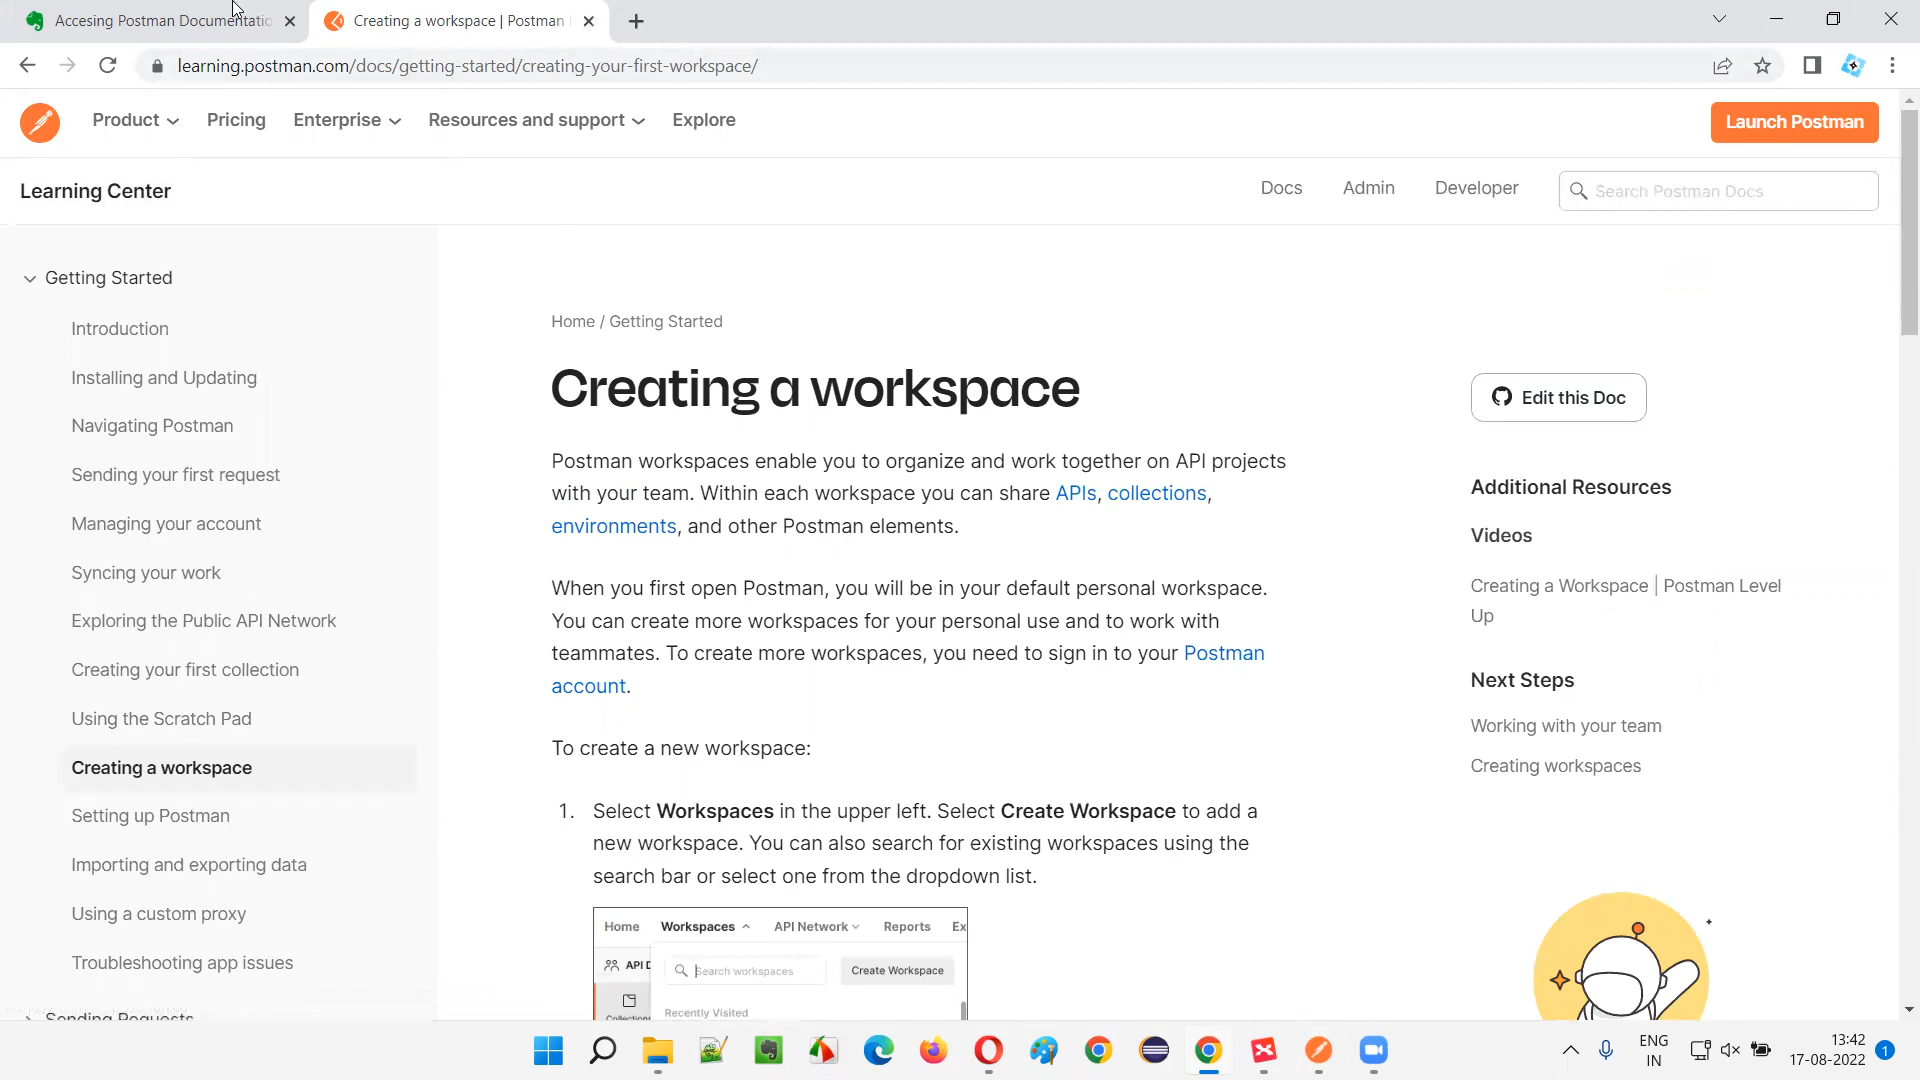 Accesing Postman Documentatio
Creating a workspace | Postman
learning.postman.com/docs/getting-started/creating-your-first-workspace/
Product
Pricing
Enterprise
Resources and support
Explore
Launch Postman
Learning Center
Docs
Admin
Developer
Search Postman Docs
Getting Started
Introduction
Installing and Updating
Navigating Postman
Sending your first request
Managing your account
Syncing your work
Exploring the Public API Network
Creating your first collection
Using the Scratch Pad
Creating a workspace
Setting up Postman
Importing and exporting data
Using a custom proxy
Troubleshooting app issues
Sending Requests
Home / Getting Started
Creating a workspace
Postman workspaces enable you to organize and work together on API projects
with your team. Within each workspace you can share APIs, collections,
environments, and other Postman elements.
When you first open Postman, you will be in your default personal workspace.
You can create more workspaces for your personal use and to work with
teammates. To create more workspaces, you need to sign in to your Postman
account.
To create a new workspace:
1. Select Workspaces in the upper left. Select Create Workspace to add a
new workspace. You can also search for existing workspaces using the
search bar or select one from the dropdown list.
Home Workspaces API Network Reports Ex
API D
Search workspaces
Create Workspace
Collections
Recently Visited
Edit this Doc
Additional Resources
Videos
Creating a Workspace | Postman Level
Up
Next Steps
Working with your team
Creating workspaces
ENG
IN
13:42
17-08-2022
1